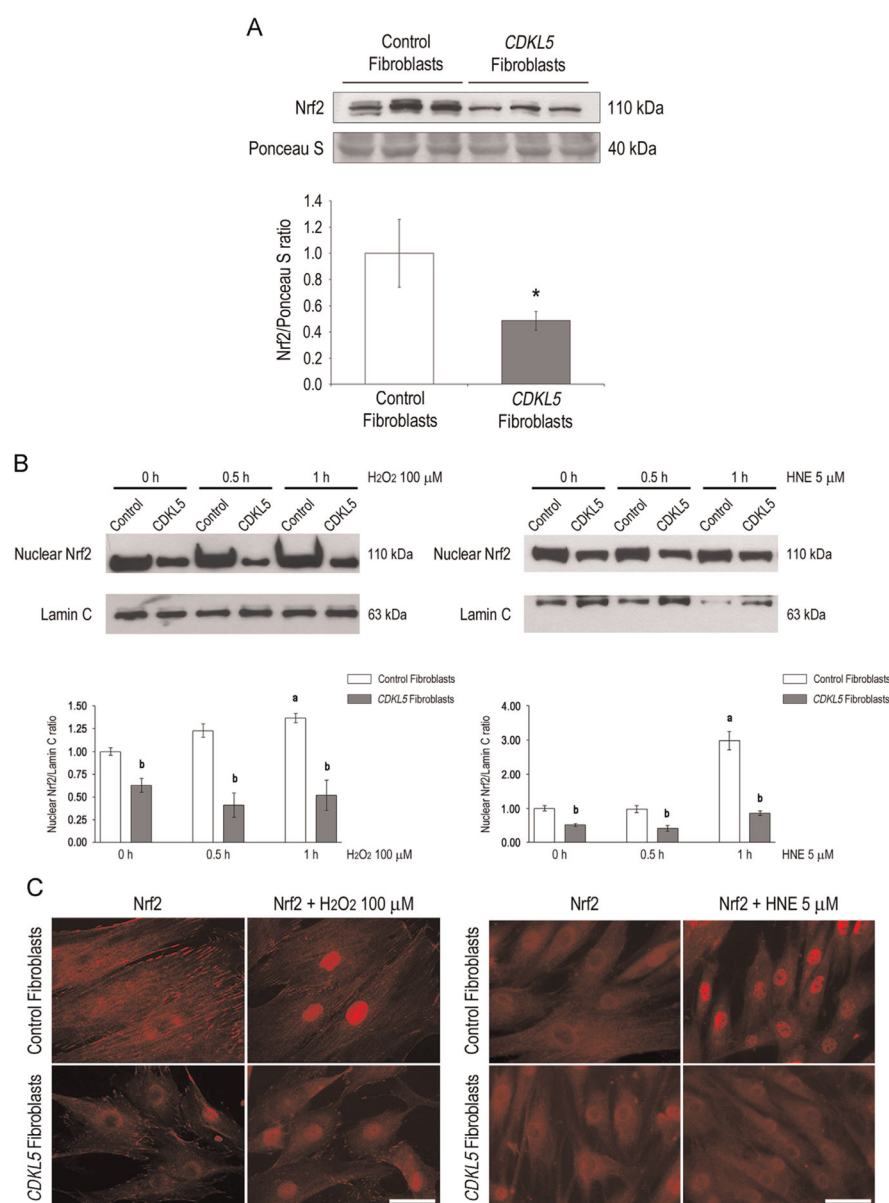 A
Control
Fibroblasts
CDKL5
Fibroblasts
Nrf2
110 kDa
Ponceau S
40 kDa
Nrf2/Ponceau S ratio
1.4
1.2
1.0
0.8
0.6
0.4
0.2
0.0
*
Control
Fibroblasts
CDKL5
Fibroblasts
B
0 h 0.5 h 1 h H2O2 100 μM
Control CDKL5 Control CDKL5 Control CDKL5
Nuclear Nrf2 110 kDa
Lamin C 63 kDa
0 h 0.5 h 1 h HNE 5 μM
Control CDKL5 Control CDKL5 Control CDKL5
Nuclear Nrf2 110 kDa
Lamin C 63 kDa
Control Fibroblasts
CDKL5 Fibroblasts
Nuclear Nrf2/Lamin C ratio
1.50
1.25
1.00
0.75
0.50
0.25
0.00
b b a b
0 h 0.5 h 1 h H2O2 100 μM
Control Fibroblasts
CDKL5 Fibroblasts
Nuclear Nrf2/Lamin C ratio
4.00
3.00
2.00
1.00
0.00
b b a b
0 h 0.5 h 1 h HNE 5 μM
C
Nrf2 Nrf2 + H2O2 100 μM
Control Fibroblasts
CDKL5 Fibroblasts
Nrf2 Nrf2 + HNE 5 μM
Control Fibroblasts
CDKL5 Fibroblasts